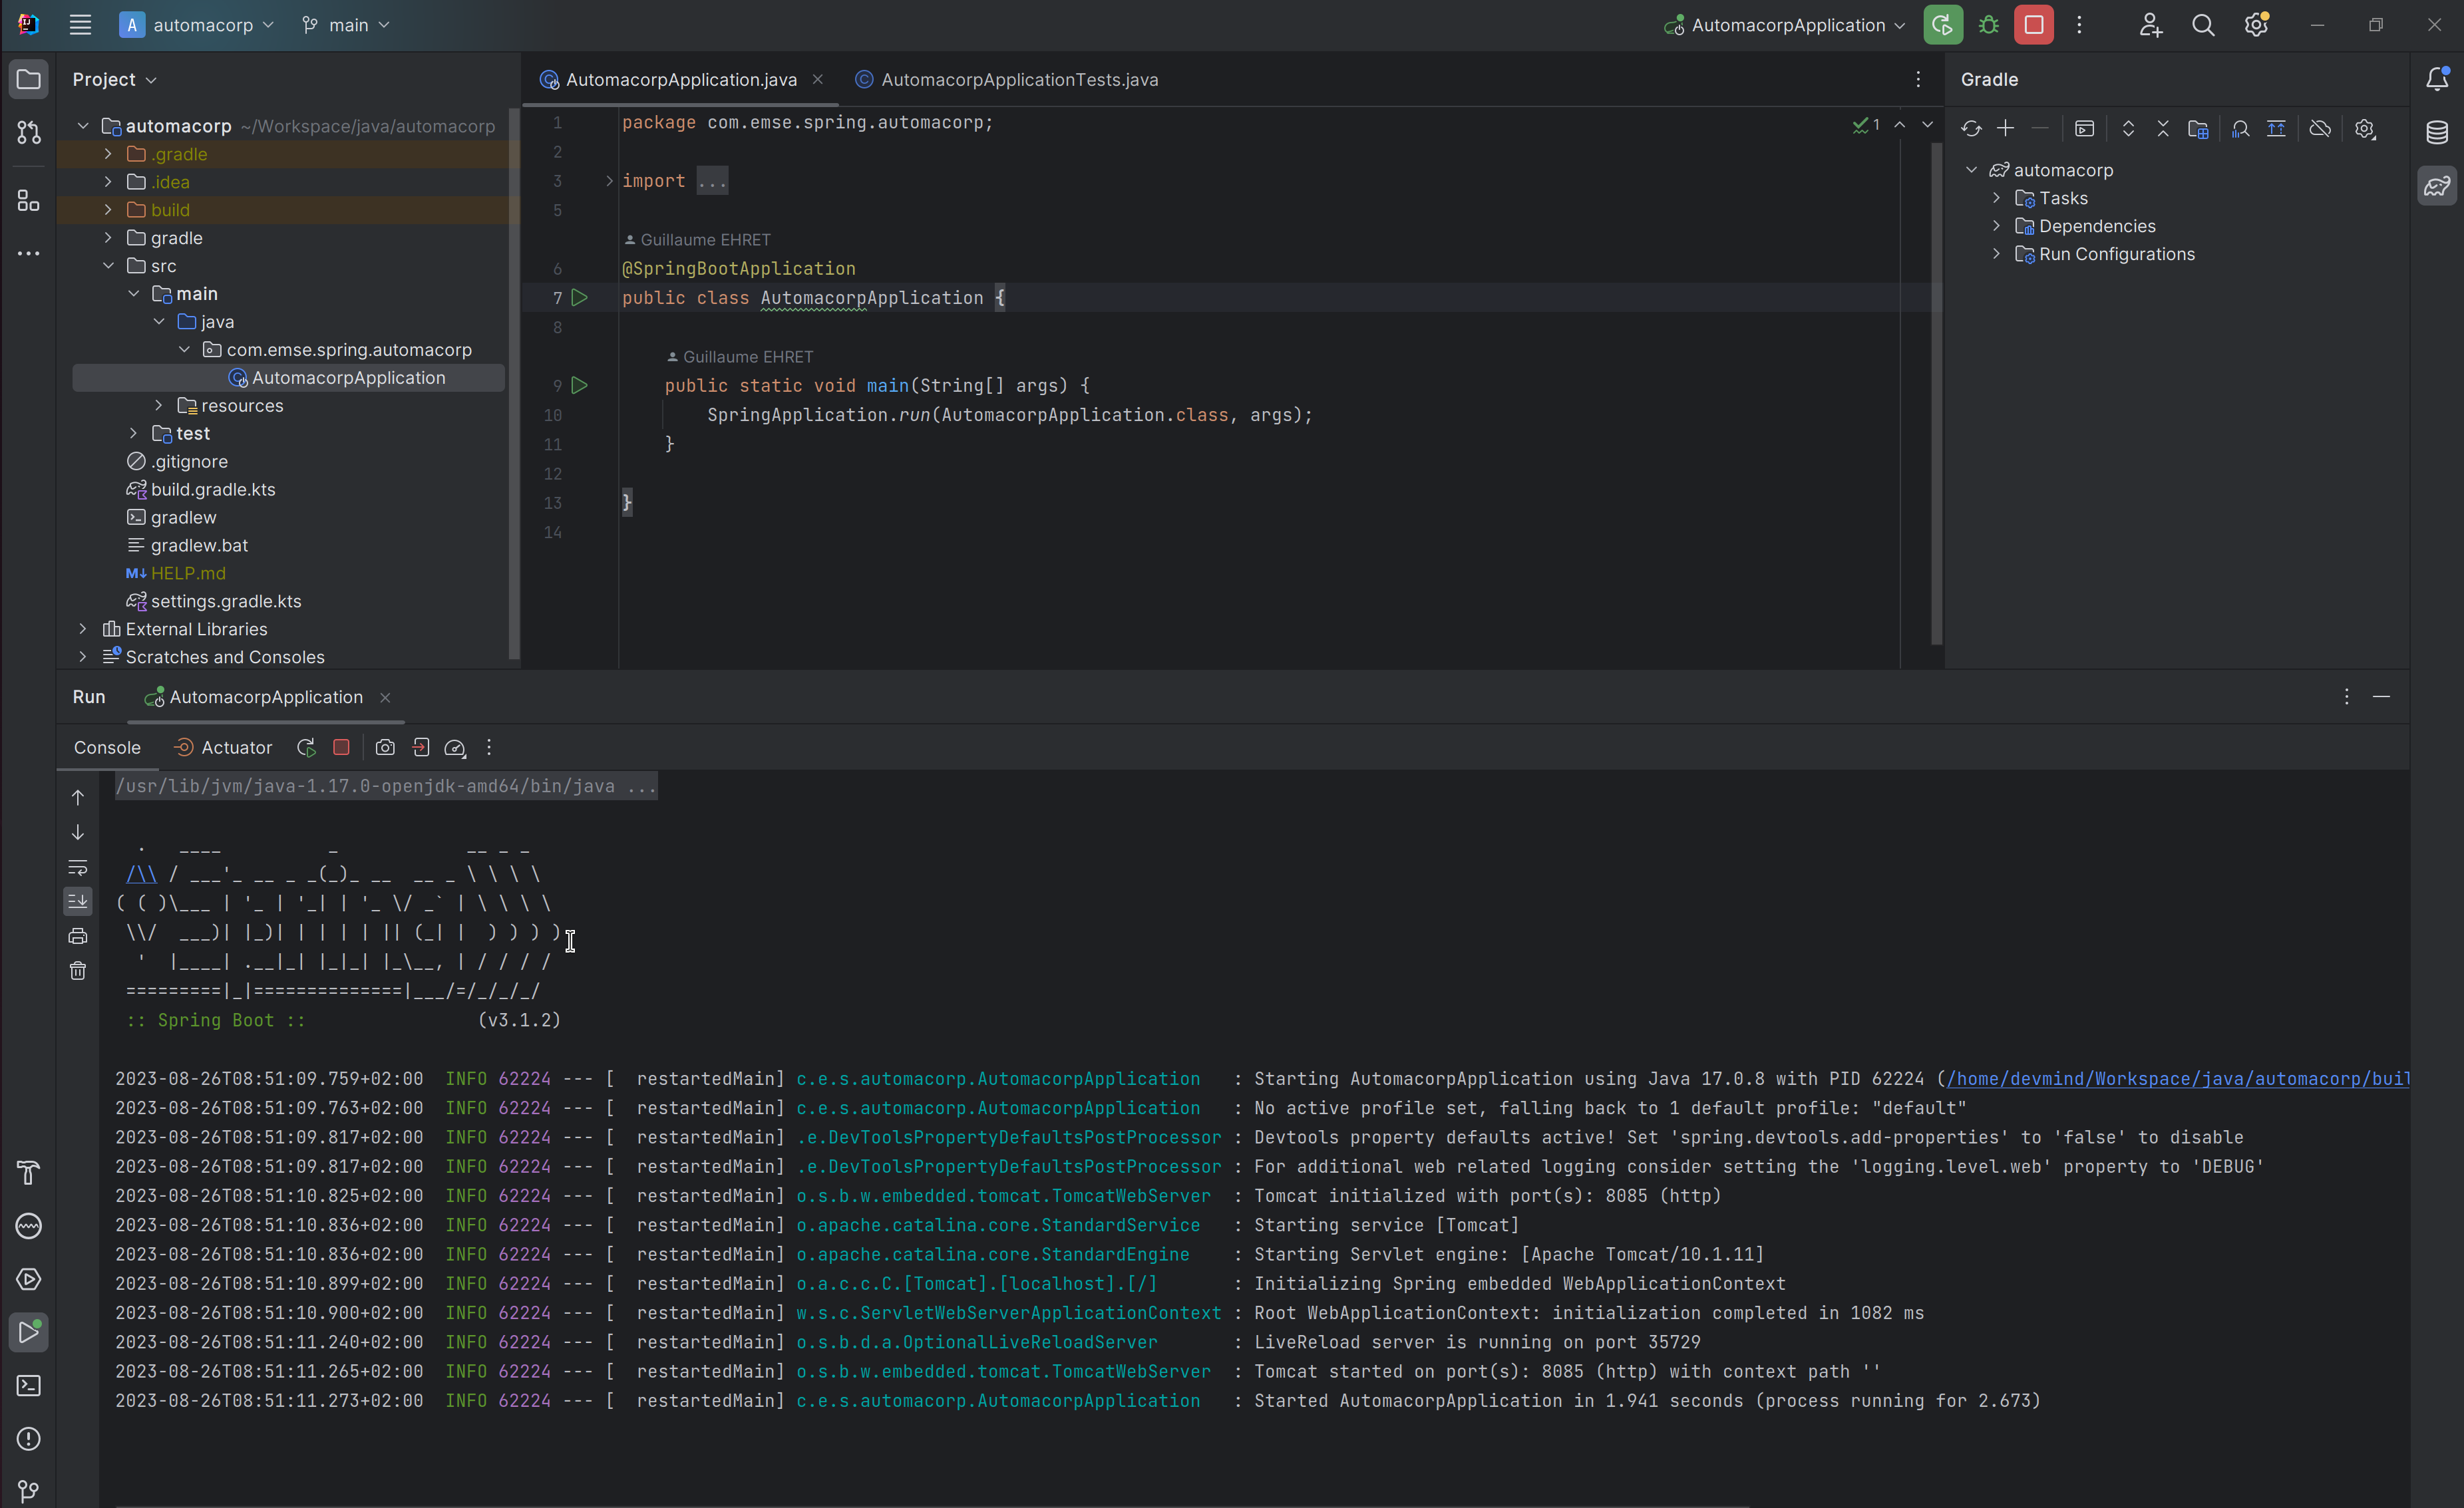 A automacorp main AutomacorpApplication
Project
automacorp ~/Workspace/java/automacorp
.gradle
.idea
build
gradle
src
main
java
com.emse.spring.automacorp
AutomacorpApplication
resources
test
.gitignore
build.gradle.kts
gradlew
gradlew.bat
M↓ HELP.md
settings.gradle.kts
External Libraries
Scratches and Consoles
AutomacorpApplication.java AutomacorpApplicationTests.java
1 package com.emse.spring.automacorp; 1
2
3 import ...
5
Guillaume EHRET
6 @SpringBootApplication
7 public class AutomacorpApplication {
8
Guillaume EHRET
9 public static void main(String[] args) {
10 SpringApplication.run(AutomacorpApplication.class, args);
11 }
12
13 }
14
Gradle
automacorp
Tasks
Dependencies
Run Configurations
Run AutomacorpApplication
Console Actuator
/usr/lib/jvm/java-1.17.0-openjdk-amd64/bin/java ...
  .   ____          _            __ _ _
 /\\ / ___'_ __ _ _(_)_ __  __ _ \ \ \ \
( ( )\___ | '_ | '_| | '_ \/ _` | \ \ \ \
 \\/  ___)| |_)| | | | | || (_| |  ) ) ) )
  '  |____| .__|_| |_|_| |_\__, | / / / /
 =========|_|==============|___/=/_/_/_/
 :: Spring Boot ::                (v3.1.2)
2023-08-26T08:51:09.759+02:00  INFO 62224 --- [  restartedMain] c.e.s.automacorp.AutomacorpApplication   : Starting AutomacorpApplication using Java 17.0.8 with PID 62224 (/home/devmind/Workspace/java/automacorp/buil
2023-08-26T08:51:09.763+02:00  INFO 62224 --- [  restartedMain] c.e.s.automacorp.AutomacorpApplication   : No active profile set, falling back to 1 default profile: "default"
2023-08-26T08:51:09.817+02:00  INFO 62224 --- [  restartedMain] .e.DevToolsPropertyDefaultsPostProcessor : Devtools property defaults active! Set 'spring.devtools.add-properties' to 'false' to disable
2023-08-26T08:51:09.817+02:00  INFO 62224 --- [  restartedMain] .e.DevToolsPropertyDefaultsPostProcessor : For additional web related logging consider setting the 'logging.level.web' property to 'DEBUG'
2023-08-26T08:51:10.825+02:00  INFO 62224 --- [  restartedMain] o.s.b.w.embedded.tomcat.TomcatWebServer  : Tomcat initialized with port(s): 8085 (http)
2023-08-26T08:51:10.836+02:00  INFO 62224 --- [  restartedMain] o.apache.catalina.core.StandardService   : Starting service [Tomcat]
2023-08-26T08:51:10.836+02:00  INFO 62224 --- [  restartedMain] o.apache.catalina.core.StandardEngine    : Starting Servlet engine: [Apache Tomcat/10.1.11]
2023-08-26T08:51:10.899+02:00  INFO 62224 --- [  restartedMain] o.a.c.c.C.[Tomcat].[localhost].[/]       : Initializing Spring embedded WebApplicationContext
2023-08-26T08:51:10.900+02:00  INFO 62224 --- [  restartedMain] w.s.c.ServletWebServerApplicationContext : Root WebApplicationContext: initialization completed in 1082 ms
2023-08-26T08:51:11.240+02:00  INFO 62224 --- [  restartedMain] o.s.b.d.a.OptionalLiveReloadServer       : LiveReload server is running on port 35729
2023-08-26T08:51:11.265+02:00  INFO 62224 --- [  restartedMain] o.s.b.w.embedded.tomcat.TomcatWebServer  : Tomcat started on port(s): 8085 (http) with context path ''
2023-08-26T08:51:11.273+02:00  INFO 62224 --- [  restartedMain] c.e.s.automacorp.AutomacorpApplication   : Started AutomacorpApplication in 1.941 seconds (process running for 2.673)